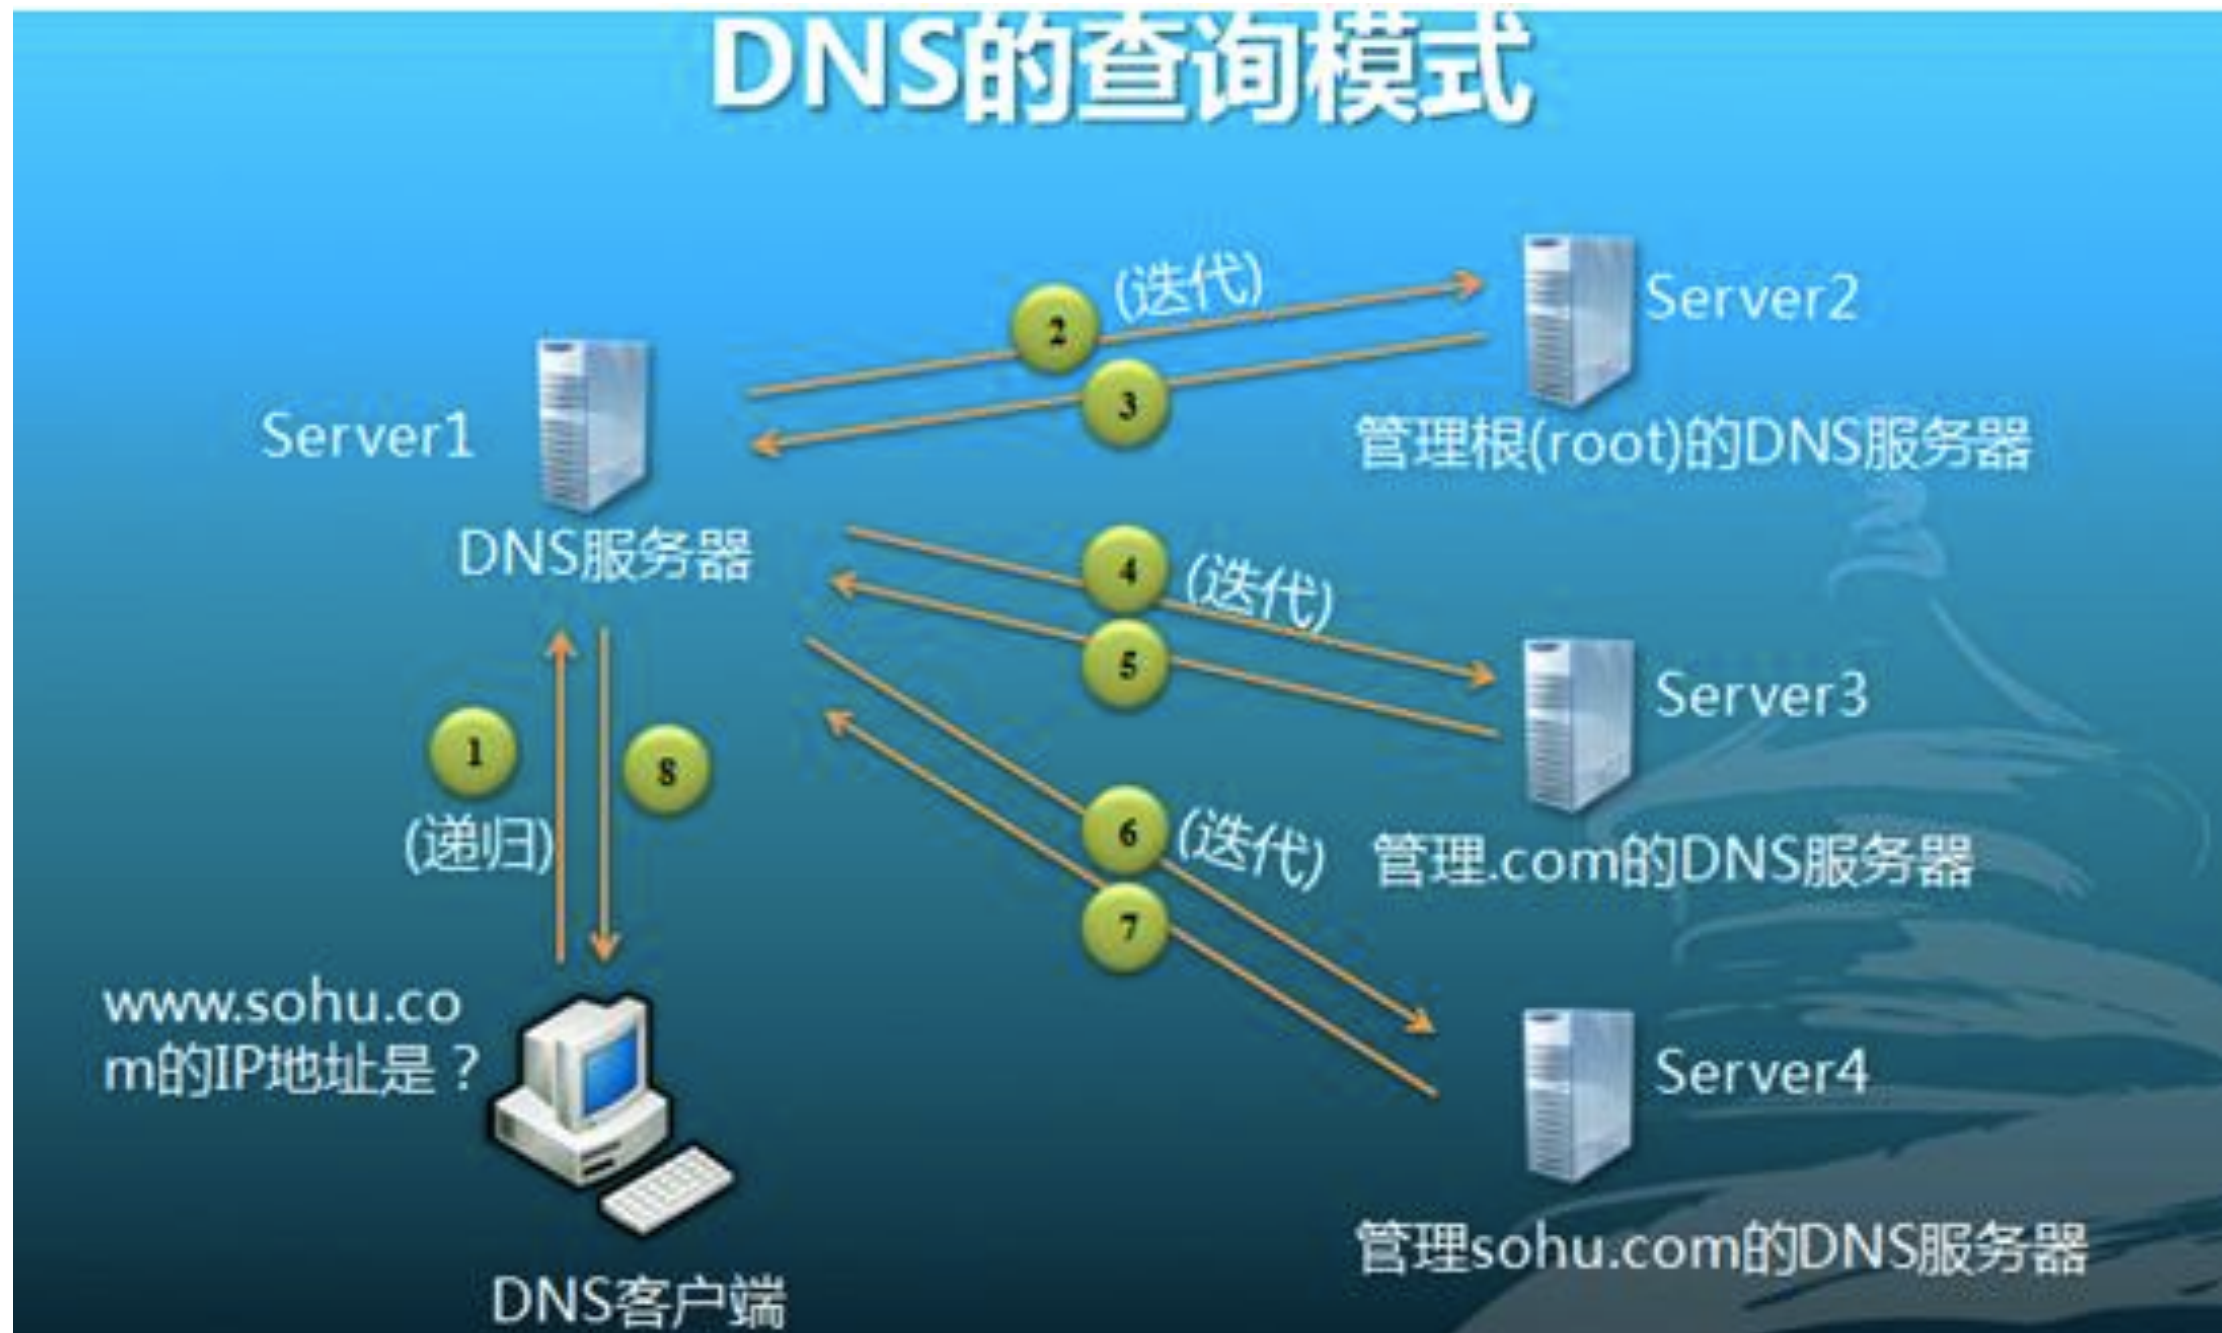 DNS的查询模式
(迭代)
2
Server2
3
Server1
管理根(root)的DNS服务器
DNS服务器
4
(迭代)
5
Server3
1
8
(递归)
6
(迭代)
管理.com的DNS服务器
7
www.sohu.co
m的IP地址是？
Server4
管理sohu.com的DNS服务器
DNS客户端